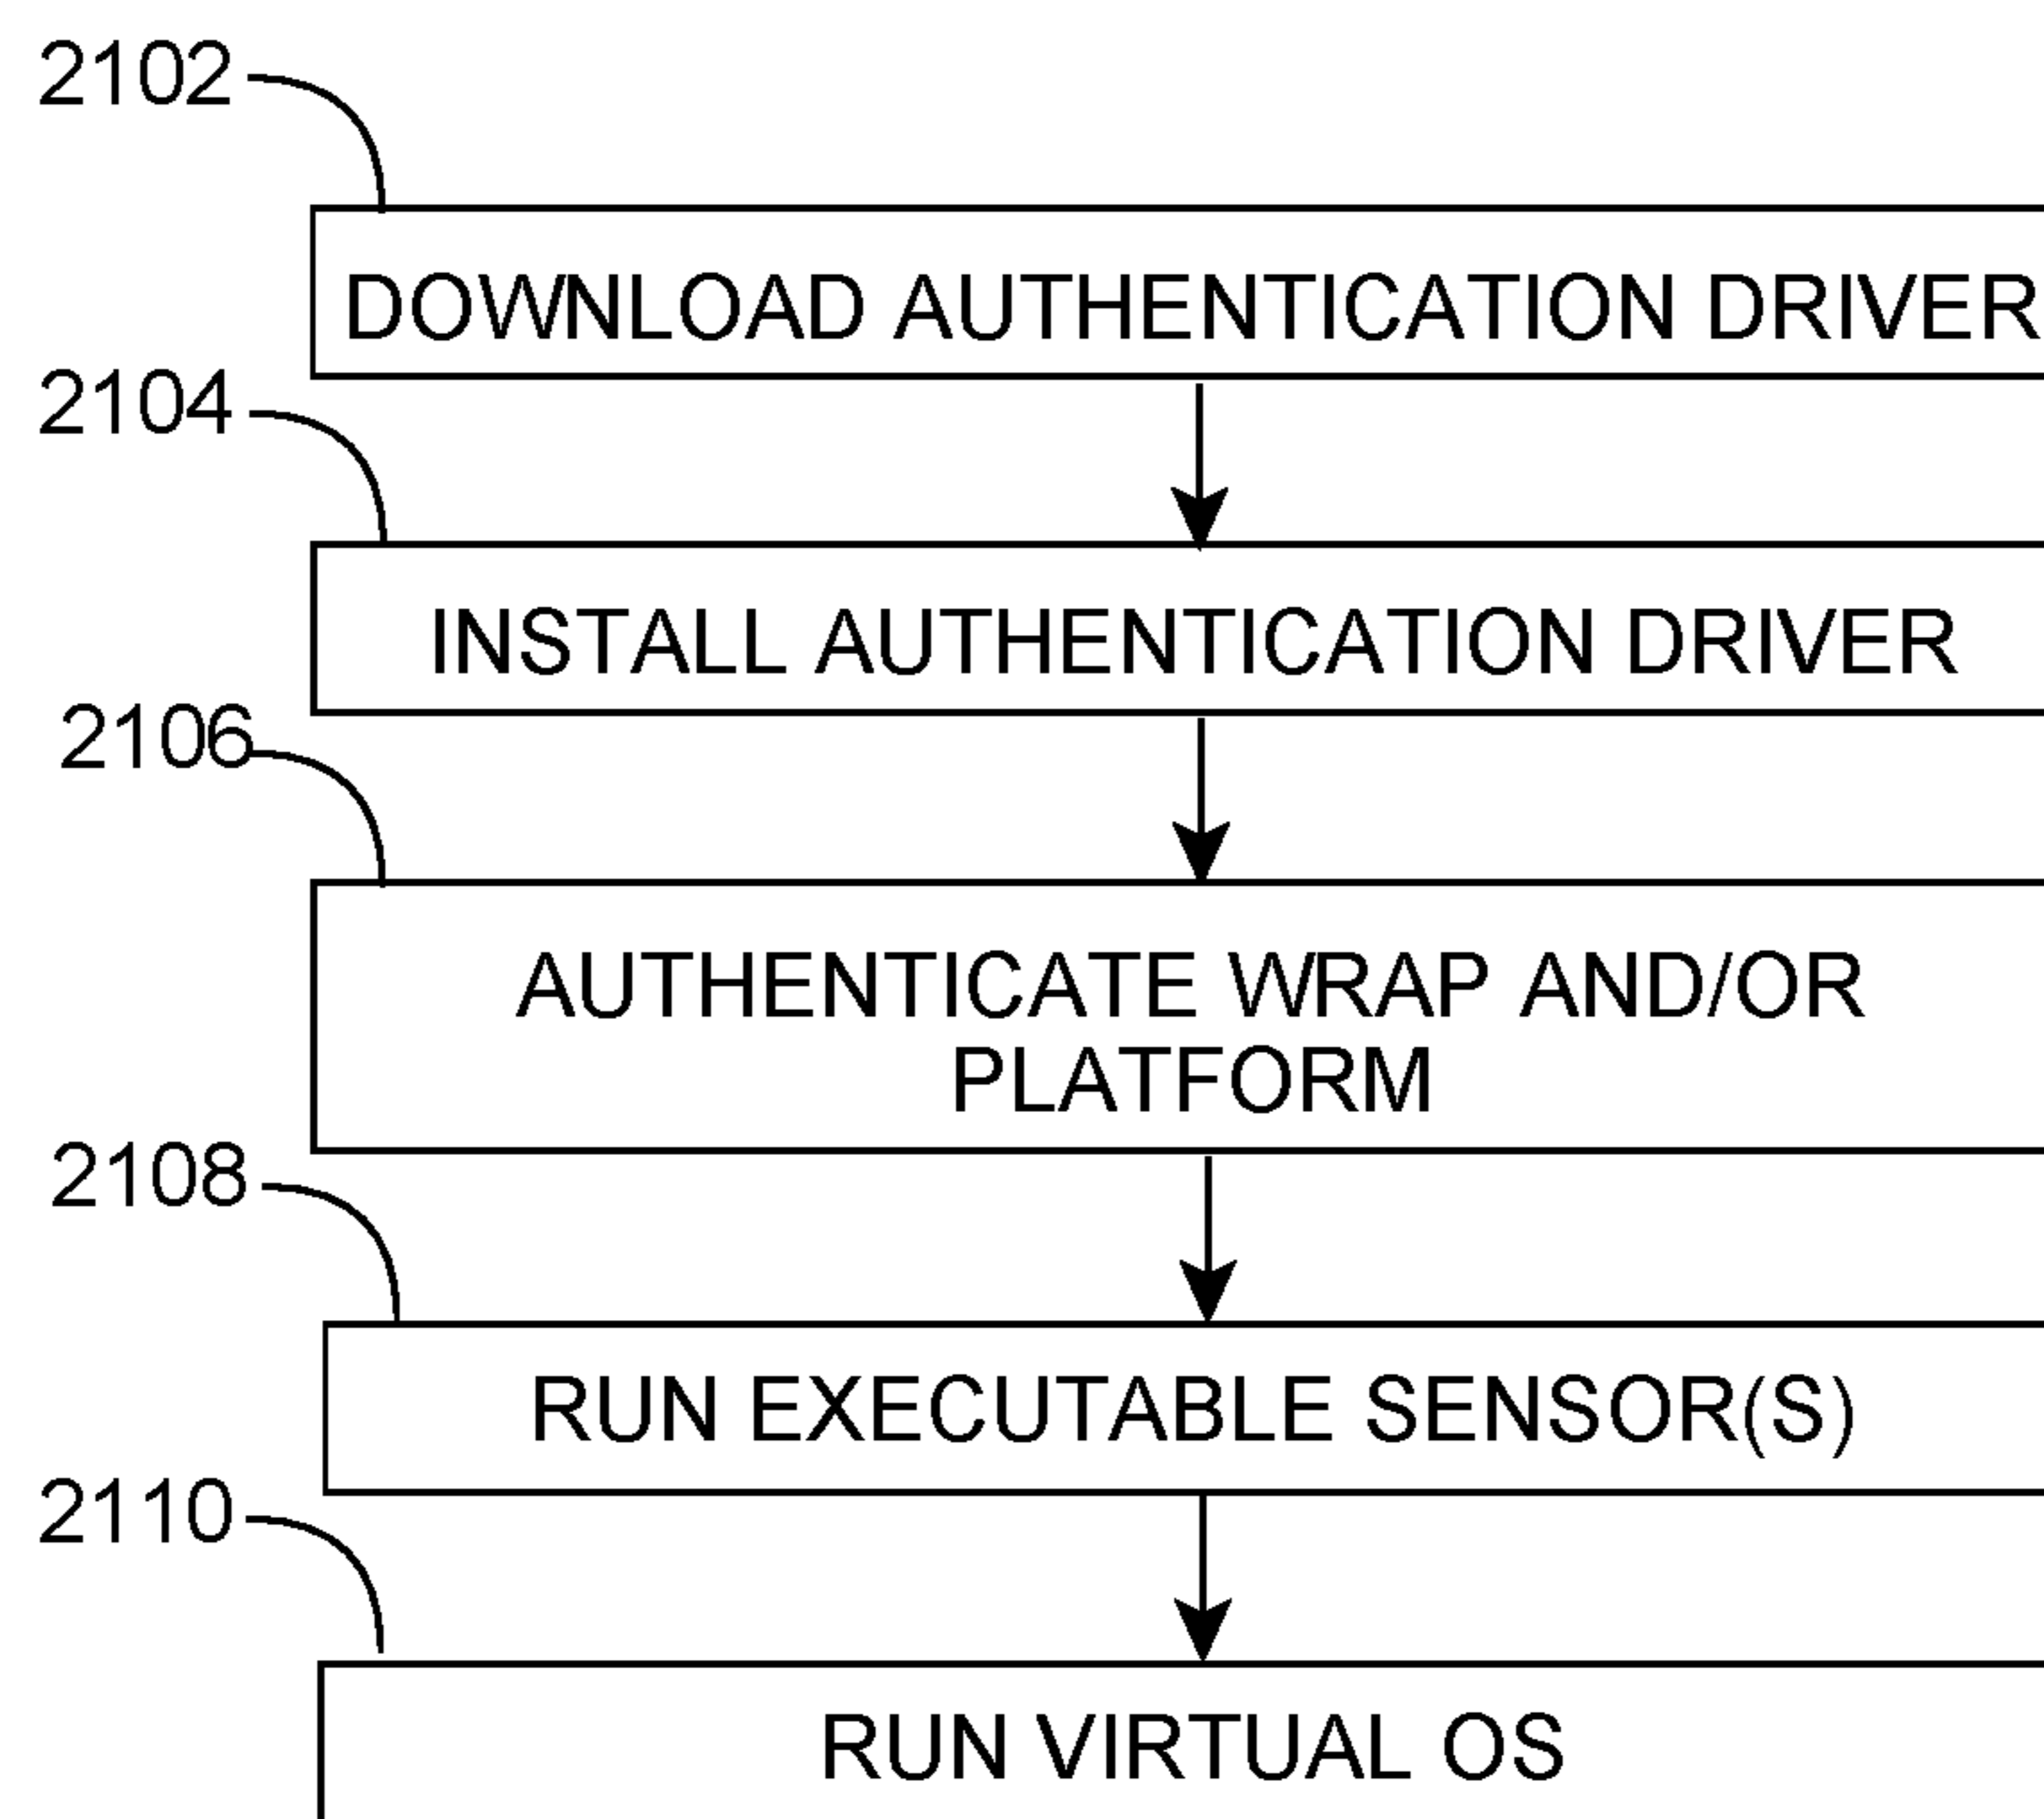 2102
DOWNLOAD AUTHENTICATION DRIVER
2104
INSTALL AUTHENTICATION DRIVER
2106
AUTHENTICATE WRAP AND/OR
PLATFORM
2108
RUN EXECUTABLE SENSOR(S)
2110
RUN VIRTUAL OS